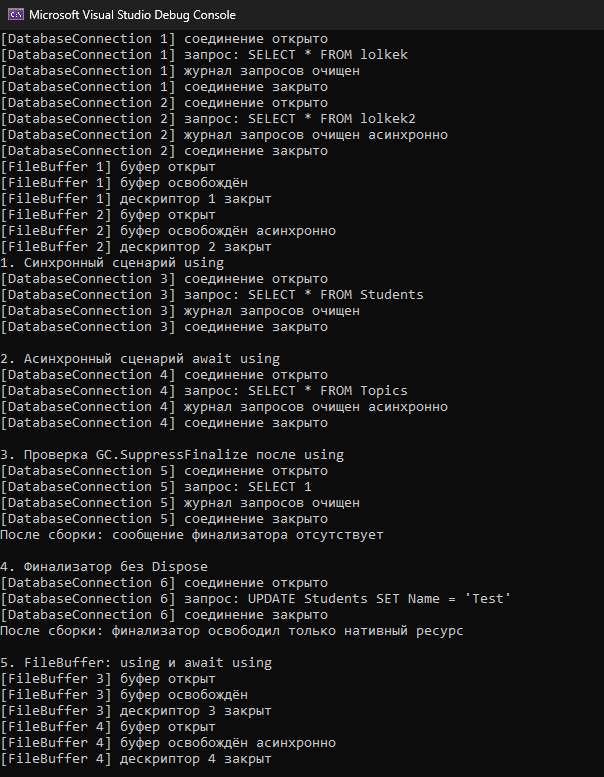 Microsoft Visual Studio Debug Console
[DatabaseConnection 1] соединение открыто
[DatabaseConnection 1] запрос: SELECT * FROM lolkek
[DatabaseConnection 1] журнал запросов очищен
[DatabaseConnection 1] соединение закрыто
[DatabaseConnection 2] соединение открыто
[DatabaseConnection 2] запрос: SELECT * FROM lolkek2
[DatabaseConnection 2] журнал запросов очищен асинхронно
[DatabaseConnection 2] соединение закрыто
[FileBuffer 1] буфер открыт
[FileBuffer 1] буфер освобождён
[FileBuffer 1] дескриптор 1 закрыт
[FileBuffer 2] буфер открыт
[FileBuffer 2] буфер освобождён асинхронно
[FileBuffer 2] дескриптор 2 закрыт
1. Синхронный сценарий using
[DatabaseConnection 3] соединение открыто
[DatabaseConnection 3] запрос: SELECT * FROM Students
[DatabaseConnection 3] журнал запросов очищен
[DatabaseConnection 3] соединение закрыто

2. Асинхронный сценарий await using
[DatabaseConnection 4] соединение открыто
[DatabaseConnection 4] запрос: SELECT * FROM Topics
[DatabaseConnection 4] журнал запросов очищен асинхронно
[DatabaseConnection 4] соединение закрыто

3. Проверка GC.SuppressFinalize после using
[DatabaseConnection 5] соединение открыто
[DatabaseConnection 5] запрос: SELECT 1
[DatabaseConnection 5] журнал запросов очищен
[DatabaseConnection 5] соединение закрыто
После сборки: сообщение финализатора отсутствует

4. Финализатор без Dispose
[DatabaseConnection 6] соединение открыто
[DatabaseConnection 6] запрос: UPDATE Students SET Name = 'Test'
[DatabaseConnection 6] соединение закрыто
После сборки: финализатор освободил только нативный ресурс

5. FileBuffer: using и await using
[FileBuffer 3] буфер открыт
[FileBuffer 3] буфер освобождён
[FileBuffer 3] дескриптор 3 закрыт
[FileBuffer 4] буфер открыт
[FileBuffer 4] буфер освобождён асинхронно
[FileBuffer 4] дескриптор 4 закрыт